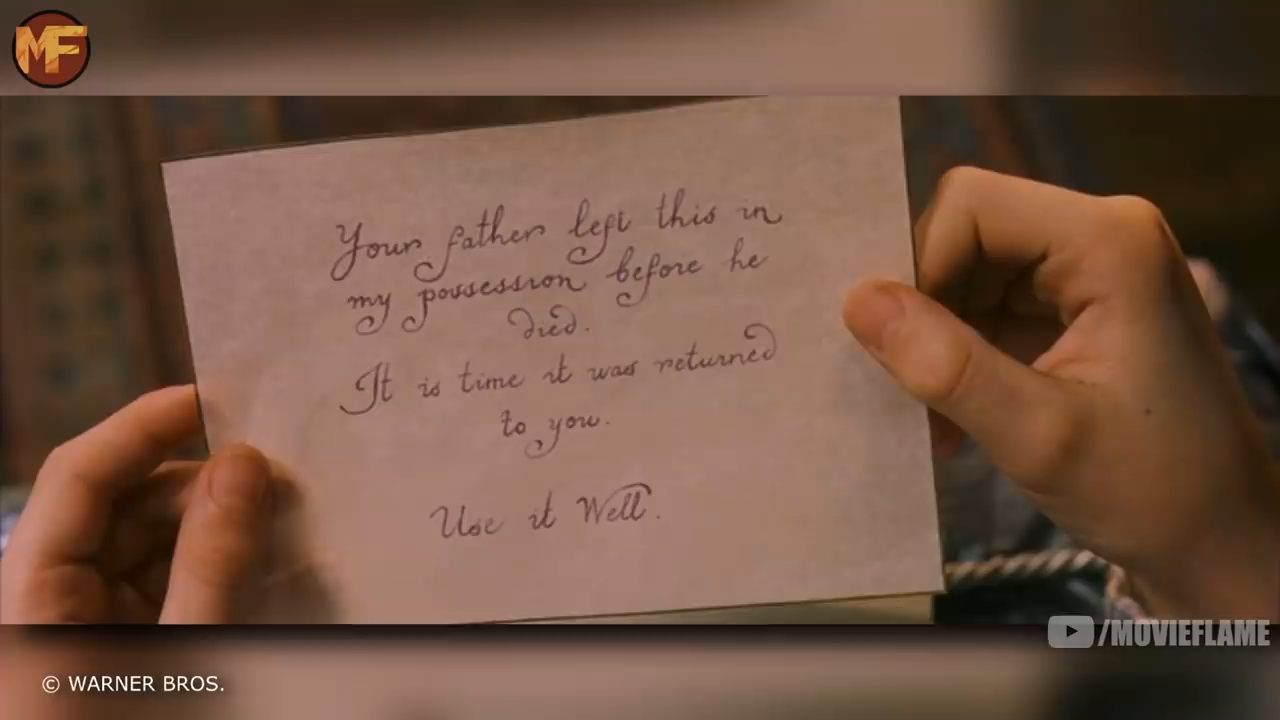 MF
Your father left this in
my possession before he
died.
It is time it was returned
to you.
Use it Well.
/MOVIEFLAME
© WARNER BROS.